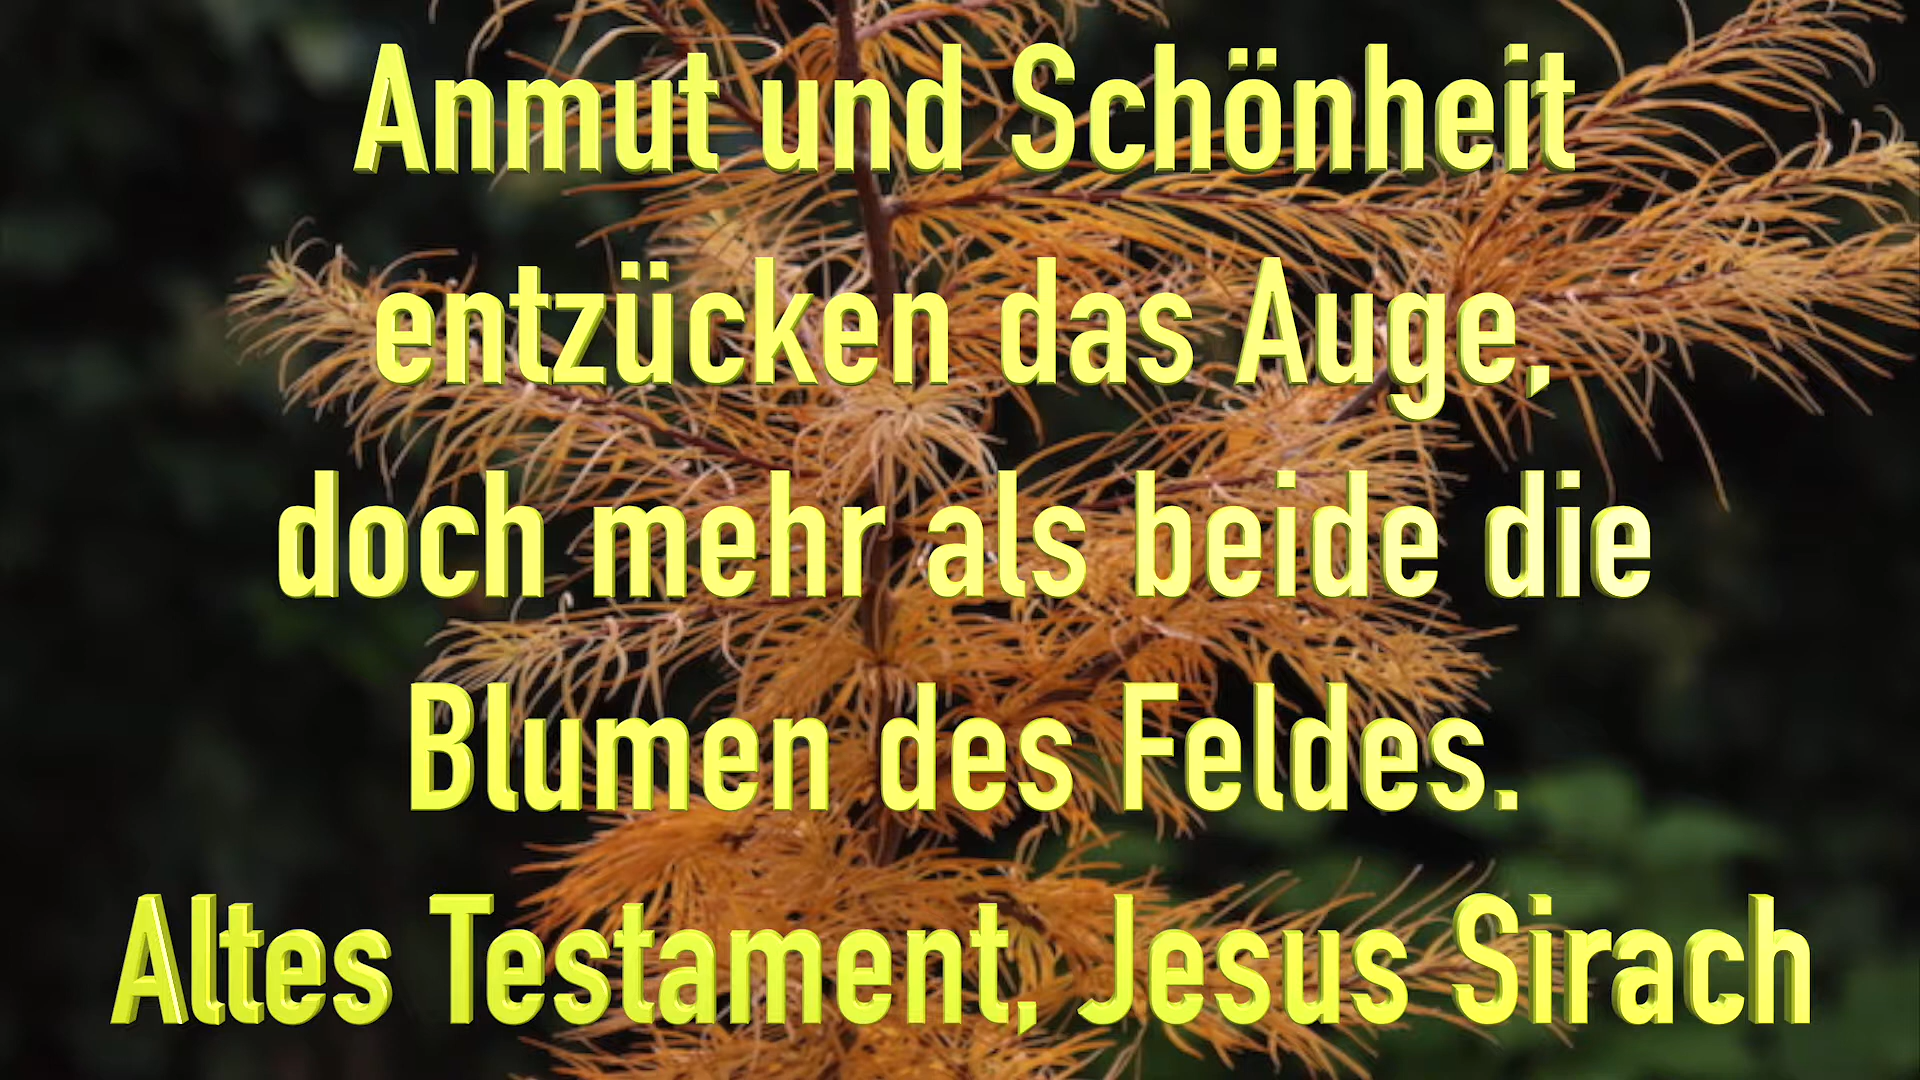 Anmut und Schönheit
entzücken das Auge,
doch mehr als beide die
Blumen des Feldes.
Altes Testament, Jesus Sirach